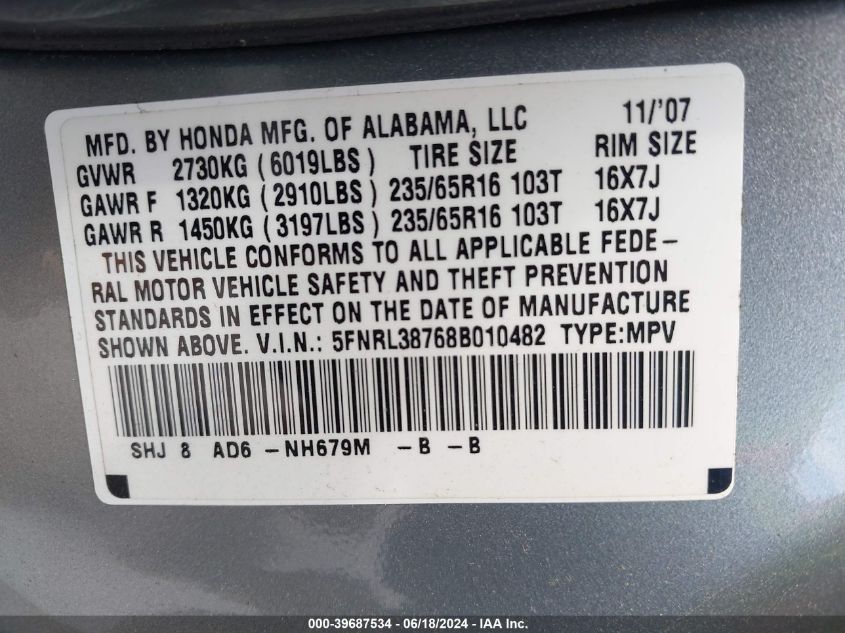 MFD. BY HONDA MFG. OF ALABAMA, LLC 11/'07
GVWR 2730KG (6019LBS) TIRE SIZE RIM SIZE
GAWR F 1320KG (2910LBS) 235/65R16 103T 16X7J
GAWR R 1450KG (3197LBS) 235/65R16 103T 16X7J
THIS VEHICLE CONFORMS TO ALL APPLICABLE FEDE-
RAL MOTOR VEHICLE SAFETY AND THEFT PREVENTION
STANDARDS IN EFFECT ON THE DATE OF MANUFACTURE
SHOWN ABOVE. V.I.N.: 5FNRL38768B010482 TYPE:MPV
SHJ 8 AD6 -NH679M -B -B
000-39687534 - 06/18/2024 - IAA Inc.